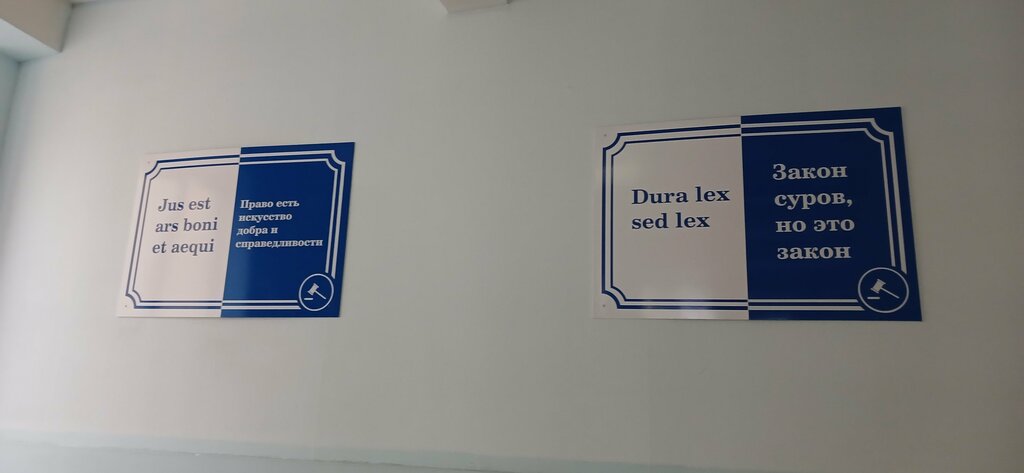 Jus est
ars boni
et aequi
Право есть
искусство
добра и
справедливости
Dura lex
sed lex
Закон
суров,
но это
закон